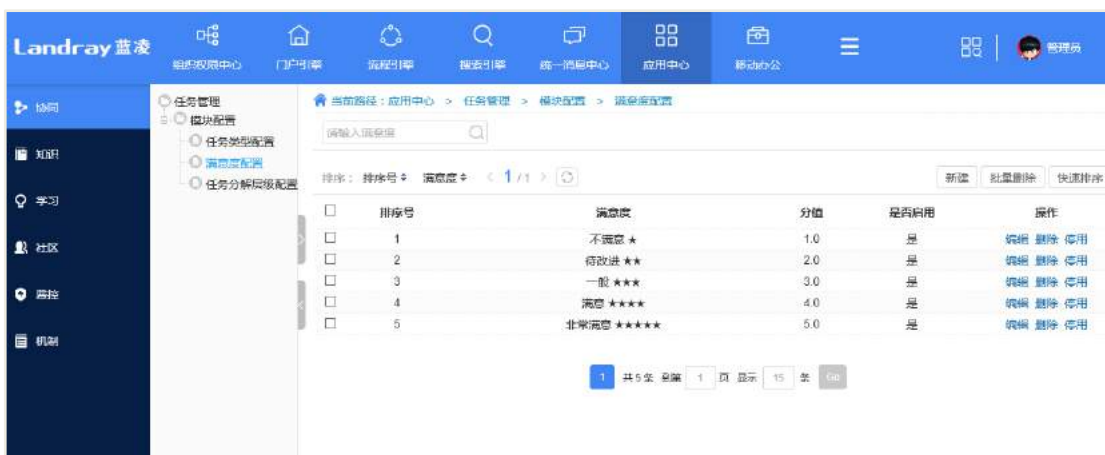 Landray 蓝凌
组织权限中心 门户引擎 流程引擎 搜索引擎 统一消息中心 应用中心 移动办公 管理员
协同
知识
学习
社区
监控
机制
任务管理
模块配置
任务类型配置
满意度配置
任务分解层级配置
当前路径：应用中心 > 任务管理 > 模块配置 > 满意度配置
请输入满意度
排序： 排序号 满意度 < 1 / 1 > 新建 批量删除 快速排序
排序号 满意度 分值 是否启用 操作
1 不满意 ★ 1.0 是 编辑 删除 停用
2 待改进 ★★ 2.0 是 编辑 删除 停用
3 一般 ★★★ 3.0 是 编辑 删除 停用
4 满意 ★★★★ 4.0 是 编辑 删除 停用
5 非常满意 ★★★★★ 5.0 是 编辑 删除 停用
1 共5条 到第 1 页 显示 15 条 Go